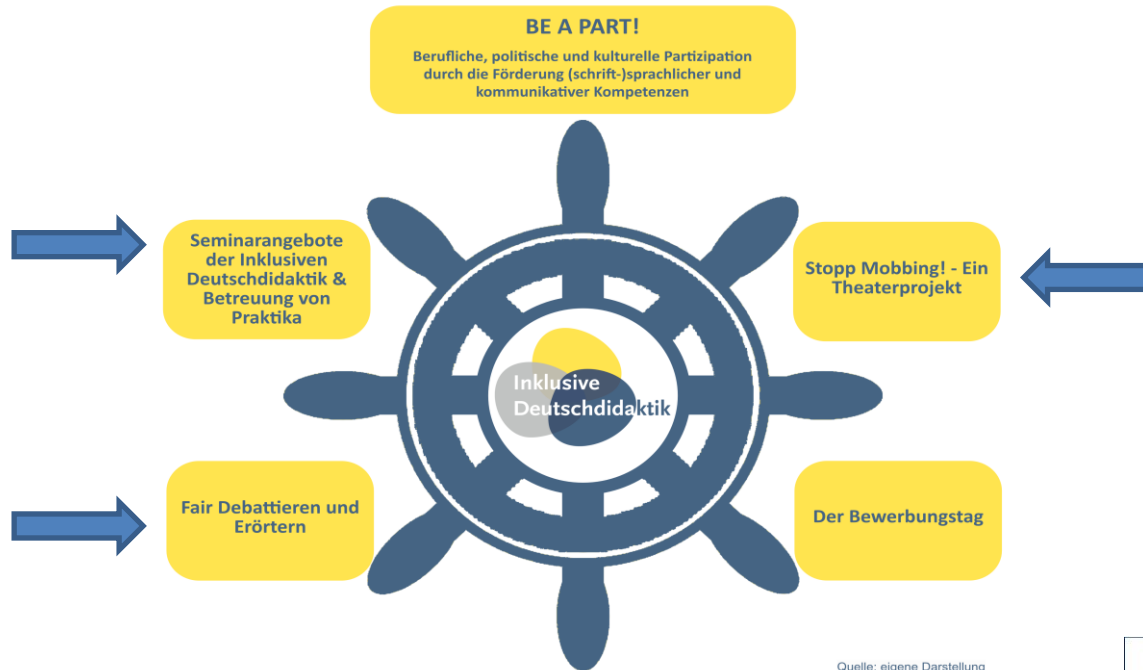 BE A PART!
Berufliche, politische und kulturelle Partizipation
durch die Förderung (schrift-)sprachlicher und
kommunikativer Kompetenzen
Seminarangebote
der Inklusiven
Deutschdidaktik &
Betreuung von
Praktika
Stopp Mobbing! - Ein
Theaterprojekt
Inklusive
Deutschdidaktik
Fair Debattieren und
Erörtern
Der Bewerbungstag
Quelle: eigene Darstellung